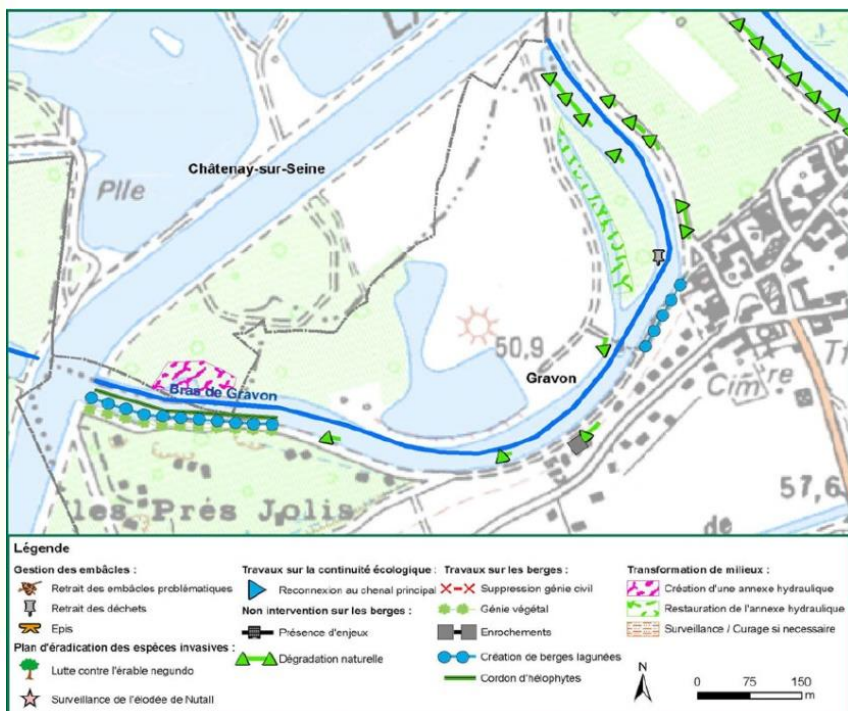 Châtenay-sur-Seine
Plle
50,9
Gravon
Cim re
Bras de Gravon
les Prés Jolis
57,6
de
Légende
Gestion des embâcles :
Retrait des embâcles problématiques
Retrait des déchets
Epis
Plan d'éradication des espèces invasives :
Lutte contre l'érable negundo
Surveillance de l'élodée de Nutall
Travaux sur la continuité écologique :
Reconnexion au chenal principal
Non intervention sur les berges :
Présence d'enjeux
Dégradation naturelle
Travaux sur les berges :
Suppression génie civil
Génie végétal
Enrochements
Création de berges lagunées
Cordon d'hélophytes
Transformation de milieux :
Création d'une annexe hydraulique
Restauration de l'annexe hydraulique
Surveillance / Curage si necessaire
N
0 75 150
m